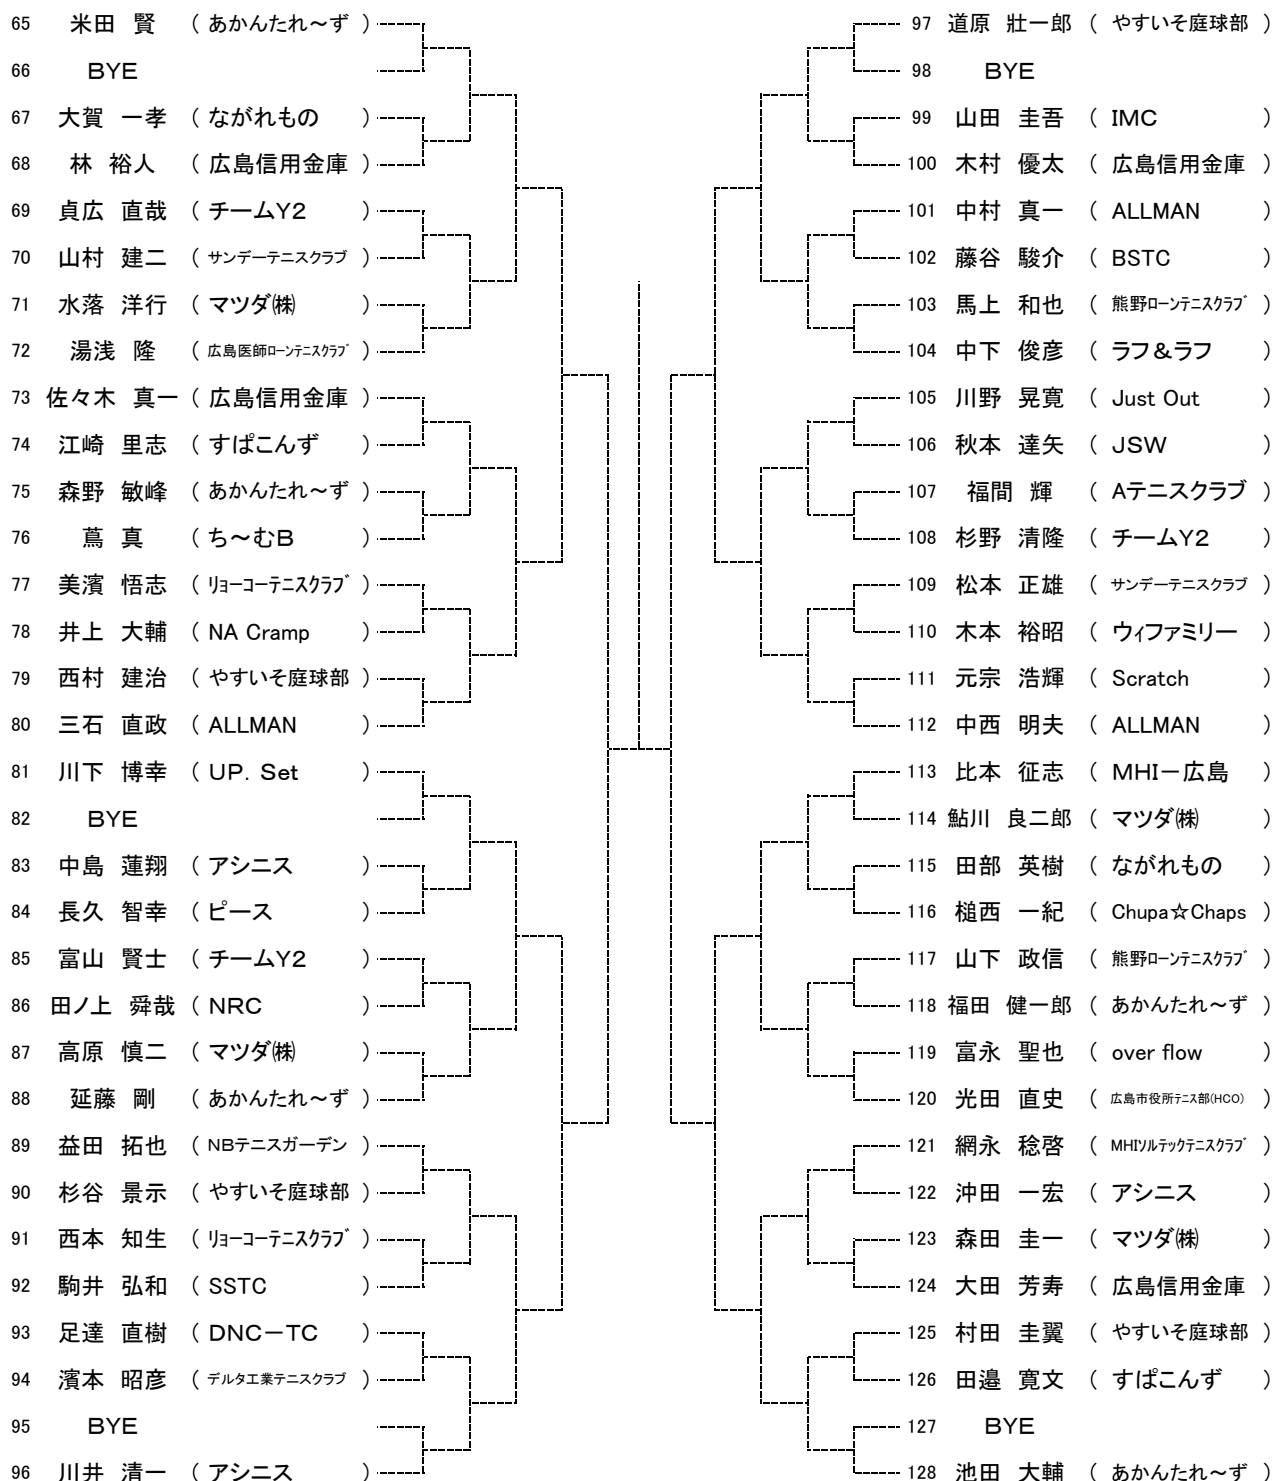 65 米田 賢 ( あかんたれ～ず )
66 BYE
67 大賀 一孝 ( ながれもの )
68 林 裕人 ( 広島信用金庫 )
69 貞広 直哉 ( チームY2 )
70 山村 建二 ( サンデーテニスクラブ )
71 水落 洋行 ( マツダ㈱ )
72 湯浅 隆 ( 広島医師ﾛｰﾝﾃﾆｽｸﾗﾌﾞ )
73 佐々木 真一 ( 広島信用金庫 )
74 江崎 里志 ( すぱこんず )
75 森野 敏峰 ( あかんたれ～ず )
76 蔦 真 ( ち～むB )
77 美濱 悟志 ( ﾘｮｰｺｰﾃﾆｽｸﾗﾌﾞ )
78 井上 大輔 ( NA Cramp )
79 西村 建治 ( やすいそ庭球部 )
80 三石 直政 ( ALLMAN )
81 川下 博幸 ( UP．Set )
82 BYE
83 中島 蓮翔 ( アシニス )
84 長久 智幸 ( ピース )
85 富山 賢士 ( チームY2 )
86 田ノ上 舜哉 ( NRC )
87 高原 慎二 ( マツダ㈱ )
88 延藤 剛 ( あかんたれ～ず )
89 益田 拓也 ( NBテニスガーデン )
90 杉谷 景示 ( やすいそ庭球部 )
91 西本 知生 ( ﾘｮｰｺｰﾃﾆｽｸﾗﾌﾞ )
92 駒井 弘和 ( SSTC )
93 足達 直樹 ( DNC－TC )
94 濱本 昭彦 ( デルタ工業テニスクラブ )
95 BYE
96 川井 清一 ( アシニス )
97 道原 壯一郎 ( やすいそ庭球部 )
98 BYE
99 山田 圭吾 ( IMC )
100 木村 優太 ( 広島信用金庫 )
101 中村 真一 ( ALLMAN )
102 藤谷 駿介 ( BSTC )
103 馬上 和也 ( 熊野ﾛｰﾝﾃﾆｽｸﾗﾌﾞ )
104 中下 俊彦 ( ラフ＆ラフ )
105 川野 晃寛 ( Just Out )
106 秋本 達矢 ( JSW )
107 福間 輝 ( Aテニスクラブ )
108 杉野 清隆 ( チームY2 )
109 松本 正雄 ( サンデーテニスクラブ )
110 木本 裕昭 ( ウィファミリー )
111 元宗 浩輝 ( Scratch )
112 中西 明夫 ( ALLMAN )
113 比本 征志 ( MHI－広島 )
114 鮎川 良二郎 ( マツダ㈱ )
115 田部 英樹 ( ながれもの )
116 槌西 一紀 ( Chupa☆Chaps )
117 山下 政信 ( 熊野ﾛｰﾝﾃﾆｽｸﾗﾌﾞ )
118 福田 健一郎 ( あかんたれ～ず )
119 富永 聖也 ( over flow )
120 光田 直史 ( 広島市役所ﾃﾆｽ部(HCO) )
121 網永 稔啓 ( MHIｿﾙﾃｯｸﾃﾆｽｸﾗﾌﾞ )
122 沖田 一宏 ( アシニス )
123 森田 圭一 ( マツダ㈱ )
124 大田 芳寿 ( 広島信用金庫 )
125 村田 圭翼 ( やすいそ庭球部 )
126 田邉 寛文 ( すぱこんず )
127 BYE
128 池田 大輔 ( あかんたれ～ず )